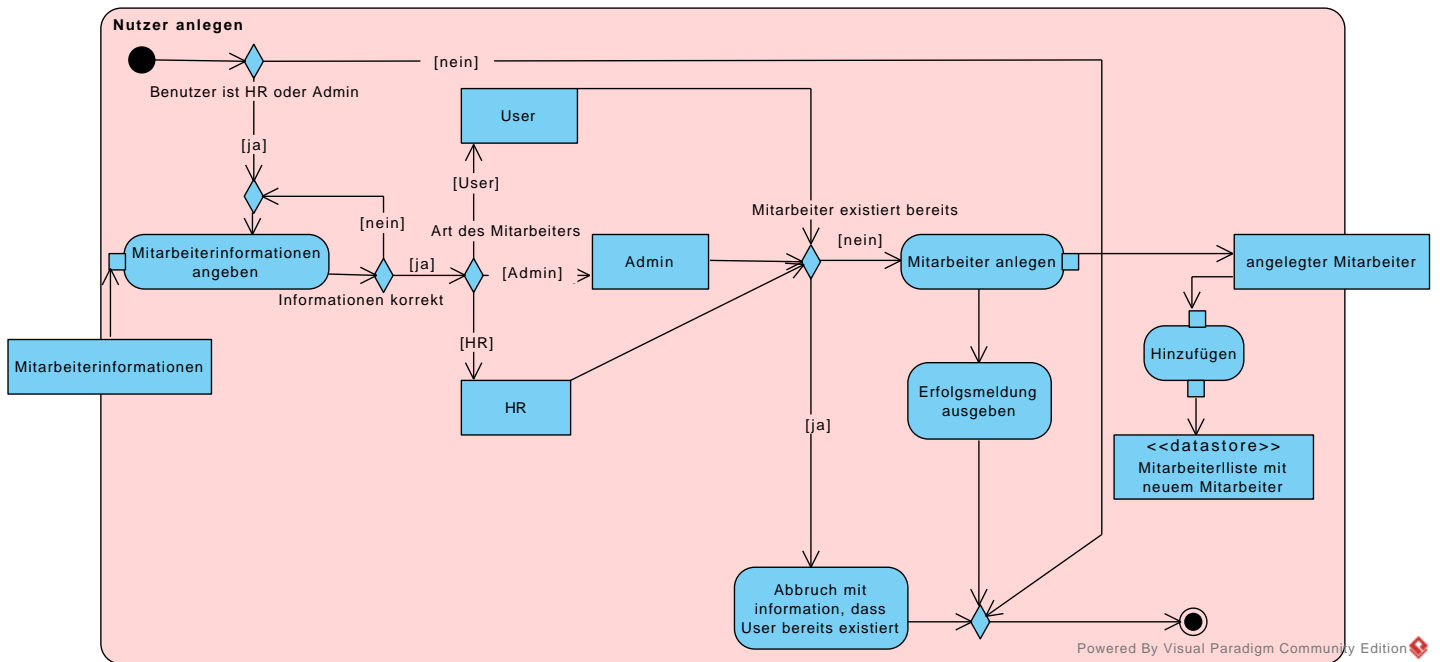 Nutzer anlegen
[nein]
Benutzer ist HR oder Admin
User
[ja]
[User]
[nein]
Art des Mitarbeiters
Mitarbeiter existiert bereits
Mitarbeiterinformationen
angeben
[ja]
[Admin]
Admin
[nein]
Mitarbeiter anlegen
angelegter Mitarbeiter
Informationen korrekt
[HR]
Hinzufügen
Mitarbeiterinformationen
HR
Erfolgsmeldung
ausgeben
[ja]
<<datastore>>
Mitarbeiterlliste mit
neuem Mitarbeiter
Abbruch mit
information, dass
User bereits existiert
Powered By Visual Paradigm Community Edition